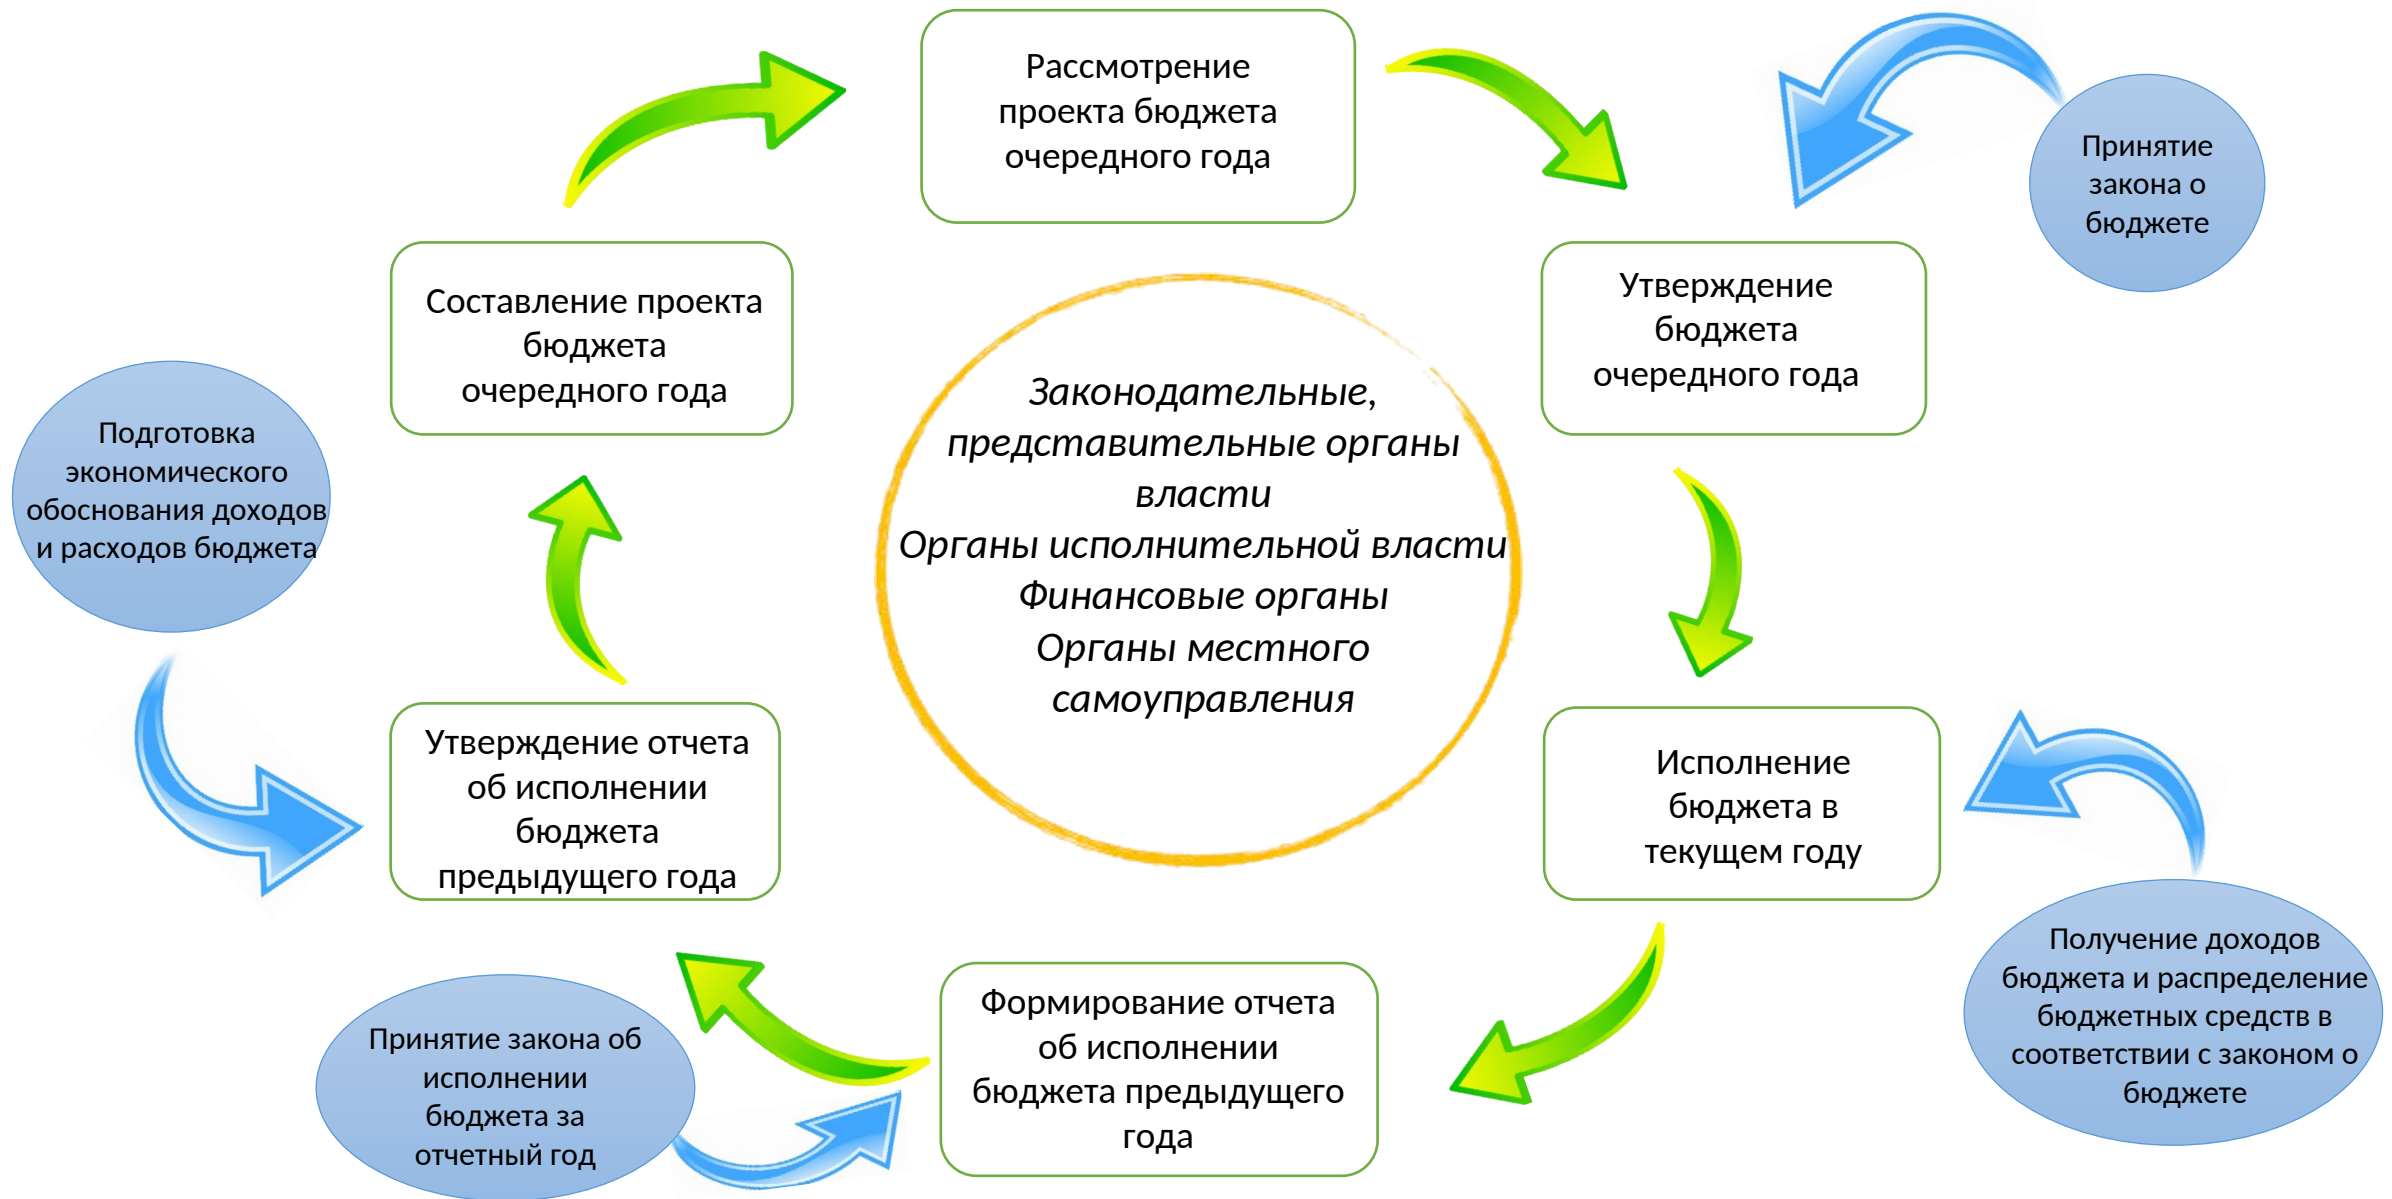 Рассмотрение
проекта бюджета
очередного года
Принятие
закона о
бюджете
Составление проекта
бюджета
очередного года
Утверждение
бюджета
очередного года
Законодательные,
представительные органы
власти
Органы исполнительной власти
Финансовые органы
Органы местного
самоуправления
Подготовка
экономического
обоснования доходов
и расходов бюджета
Утверждение отчета
об исполнении
бюджета
предыдущего года
Исполнение
бюджета в
текущем году
Получение доходов
бюджета и распределение
бюджетных средств в
соответствии с законом о
бюджете
Формирование отчета
об исполнении
бюджета предыдущего
года
Принятие закона об
исполнении
бюджета за
отчетный год